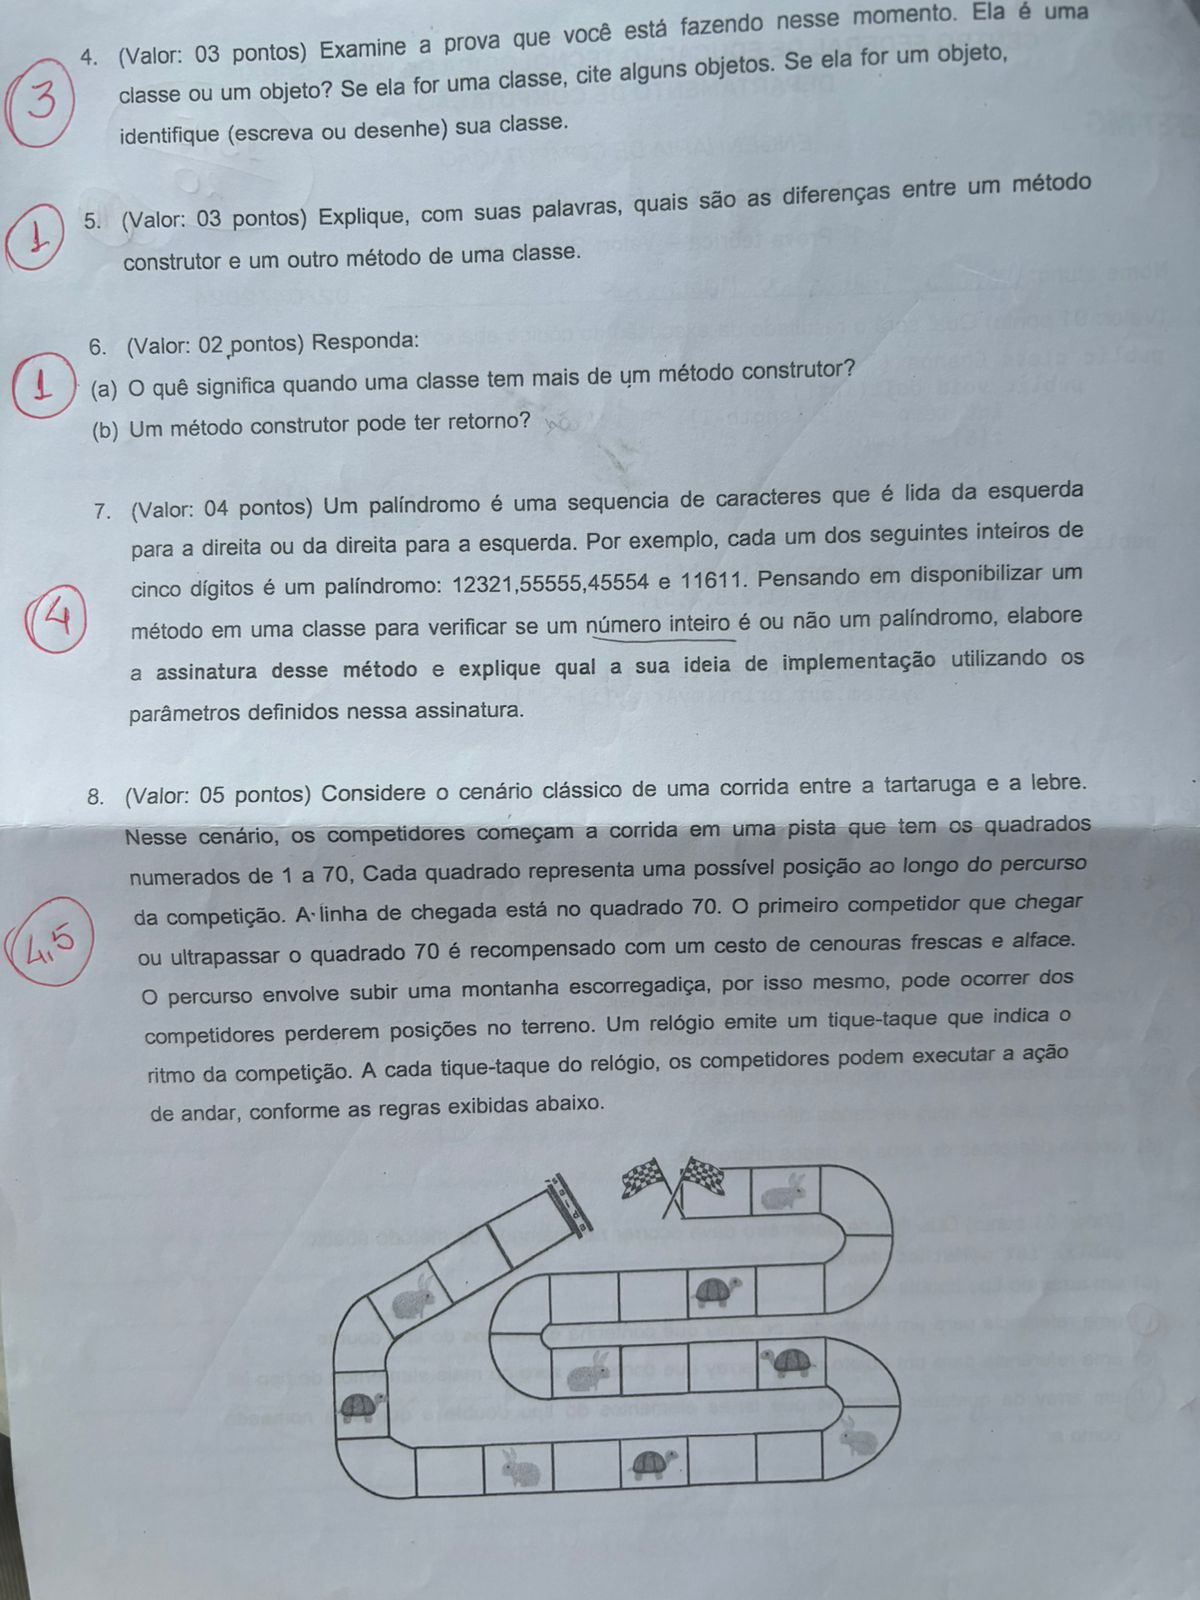 4. (Valor: 03 pontos) Examine a prova que você está fazendo nesse momento. Ela é uma
classe ou um objeto? Se ela for uma classe, cite alguns objetos. Se ela for um objeto,
identifique (escreva ou desenhe) sua classe.
3
5. (Valor: 03 pontos) Explique, com suas palavras, quais são as diferenças entre um método
construtor e um outro método de uma classe.
1
6. (Valor: 02 pontos) Responda:
(a) O quê significa quando uma classe tem mais de um método construtor?
1
(b) Um método construtor pode ter retorno?
7. (Valor: 04 pontos) Um palíndromo é uma sequencia de caracteres que é lida da esquerda
para a direita ou da direita para a esquerda. Por exemplo, cada um dos seguintes inteiros de
cinco dígitos é um palíndromo: 12321,55555,45554 e 11611. Pensando em disponibilizar um
método em uma classe para verificar se um número inteiro é ou não um palíndromo, elabore
4
a assinatura desse método e explique qual a sua ideia de implementação utilizando os
parâmetros definidos nessa assinatura.
8. (Valor: 05 pontos) Considere o cenário clássico de uma corrida entre a tartaruga e a lebre.
Nesse cenário, os competidores começam a corrida em uma pista que tem os quadrados
numerados de 1 a 70, Cada quadrado representa uma possível posição ao longo do percurso
da competição. A linha de chegada está no quadrado 70. O primeiro competidor que chegar
4,5
ou ultrapassar o quadrado 70 é recompensado com um cesto de cenouras frescas e alface.
O percurso envolve subir uma montanha escorregadiça, por isso mesmo, pode ocorrer dos
competidores perderem posições no terreno. Um relógio emite um tique-taque que indica o
ritmo da competição. A cada tique-taque do relógio, os competidores podem executar a ação
de andar, conforme as regras exibidas abaixo.